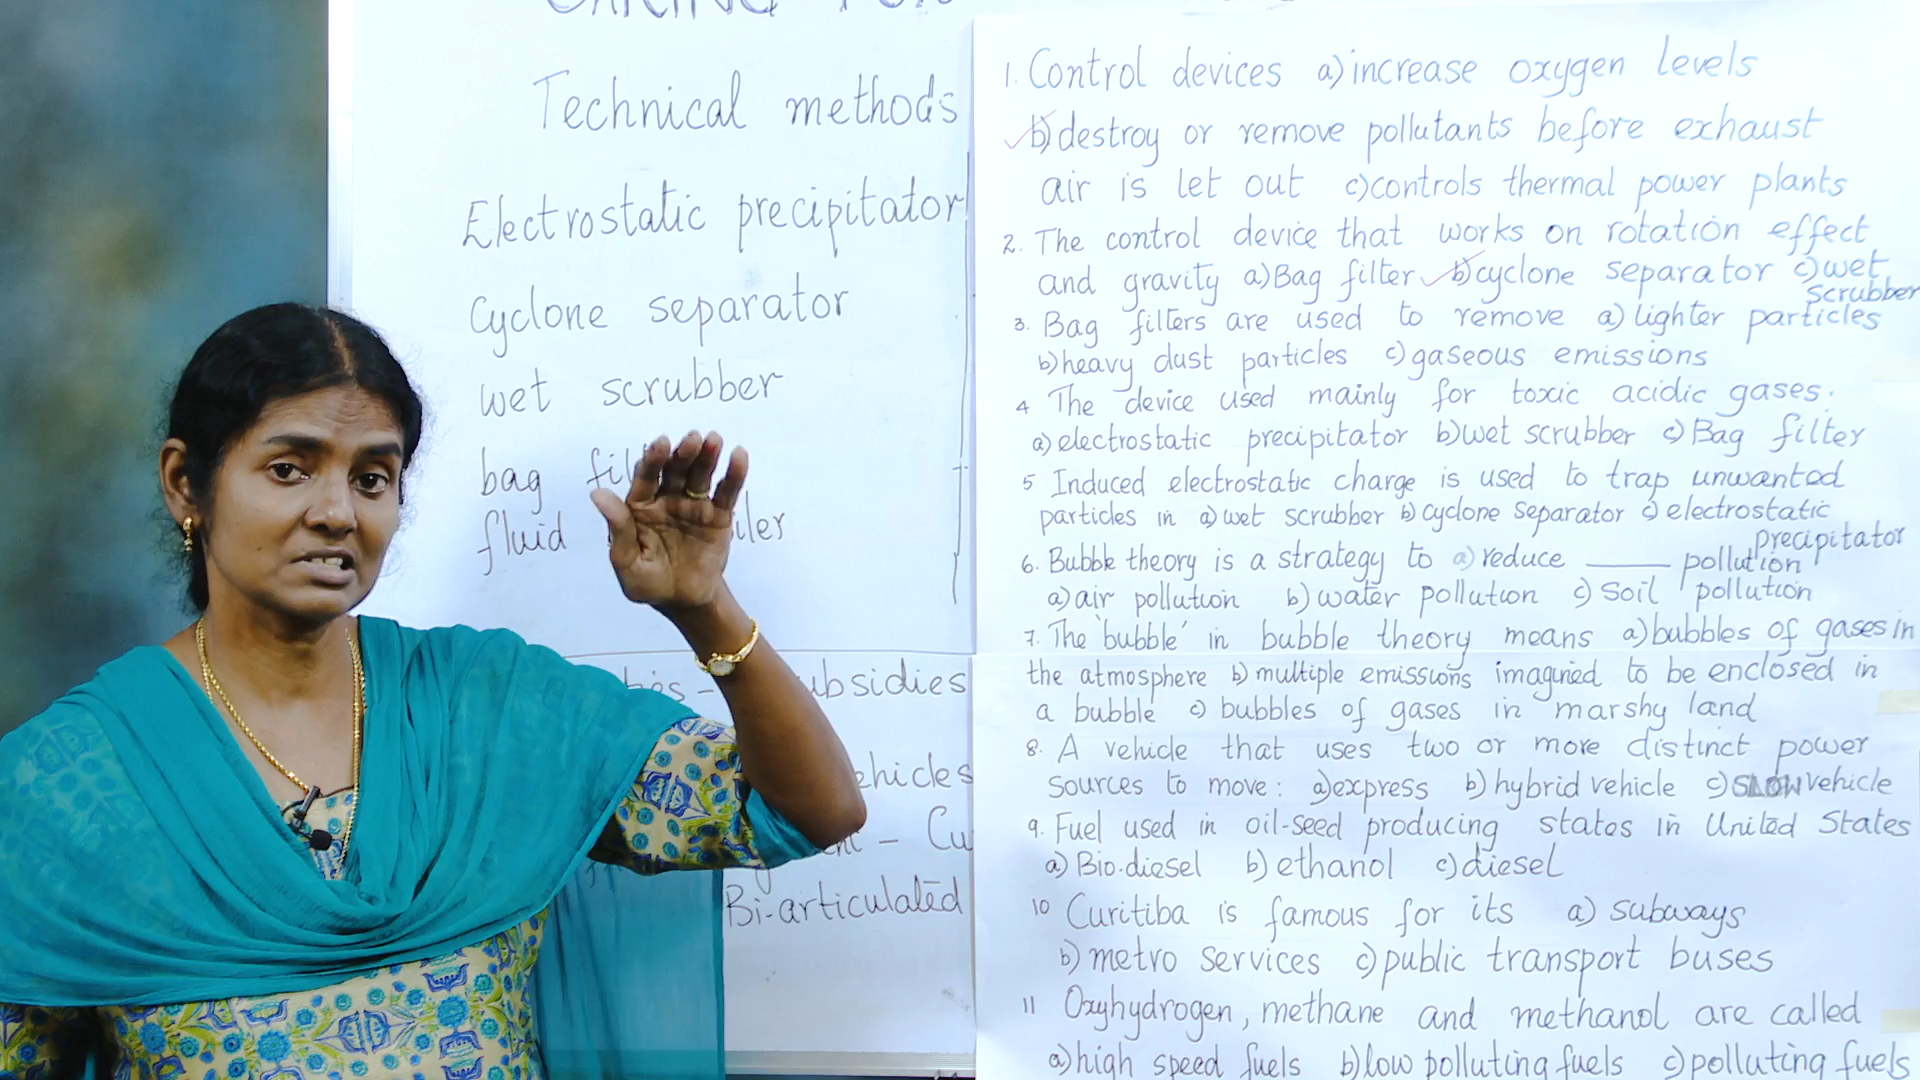 Technical methods
Electrostatic precipitator
Cyclone separator
wet scrubber
bag
fluid
Bi-articulated
1. Control devices a) increase oxygen levels
b) destroy or remove pollutants before exhaust
air is let out c) controls thermal power plants
2. The control device that works on rotation effect
and gravity a) Bag filter b) cyclone separator c) wet
scrubber
3. Bag filters are used to remove a) lighter particles
b) heavy dust particles c) gaseous emissions
4 The device used mainly for toxic acidic gases.
a) electrostatic precipitator b) wet scrubber c) Bag filter
5 Induced electrostatic charge is used to trap unwanted
particles in a) wet scrubber b) cyclone separator c) electrostatic
precipitator
6. Bubble theory is a strategy to a) reduce _____ pollution
a) air pollution b) water pollution c) soil pollution
7. The 'bubble' in bubble theory means a) bubbles of gases in
the atmosphere b) multiple emissions imagined to be enclosed in
a bubble c) bubbles of gases in marshy land
8. A vehicle that uses two or more distinct power
sources to move: a) express b) hybrid vehicle c) SLOW vehicle
9. Fuel used in oil-seed producing states in United States
a) Bio.diesel b) ethanol c) diesel
10 Curitiba is famous for its a) subways
b) metro services c) public transport buses
11 Oxyhydrogen, methane and methanol are called
a) high speed fuels b) low polluting fuels c) polluting fuels